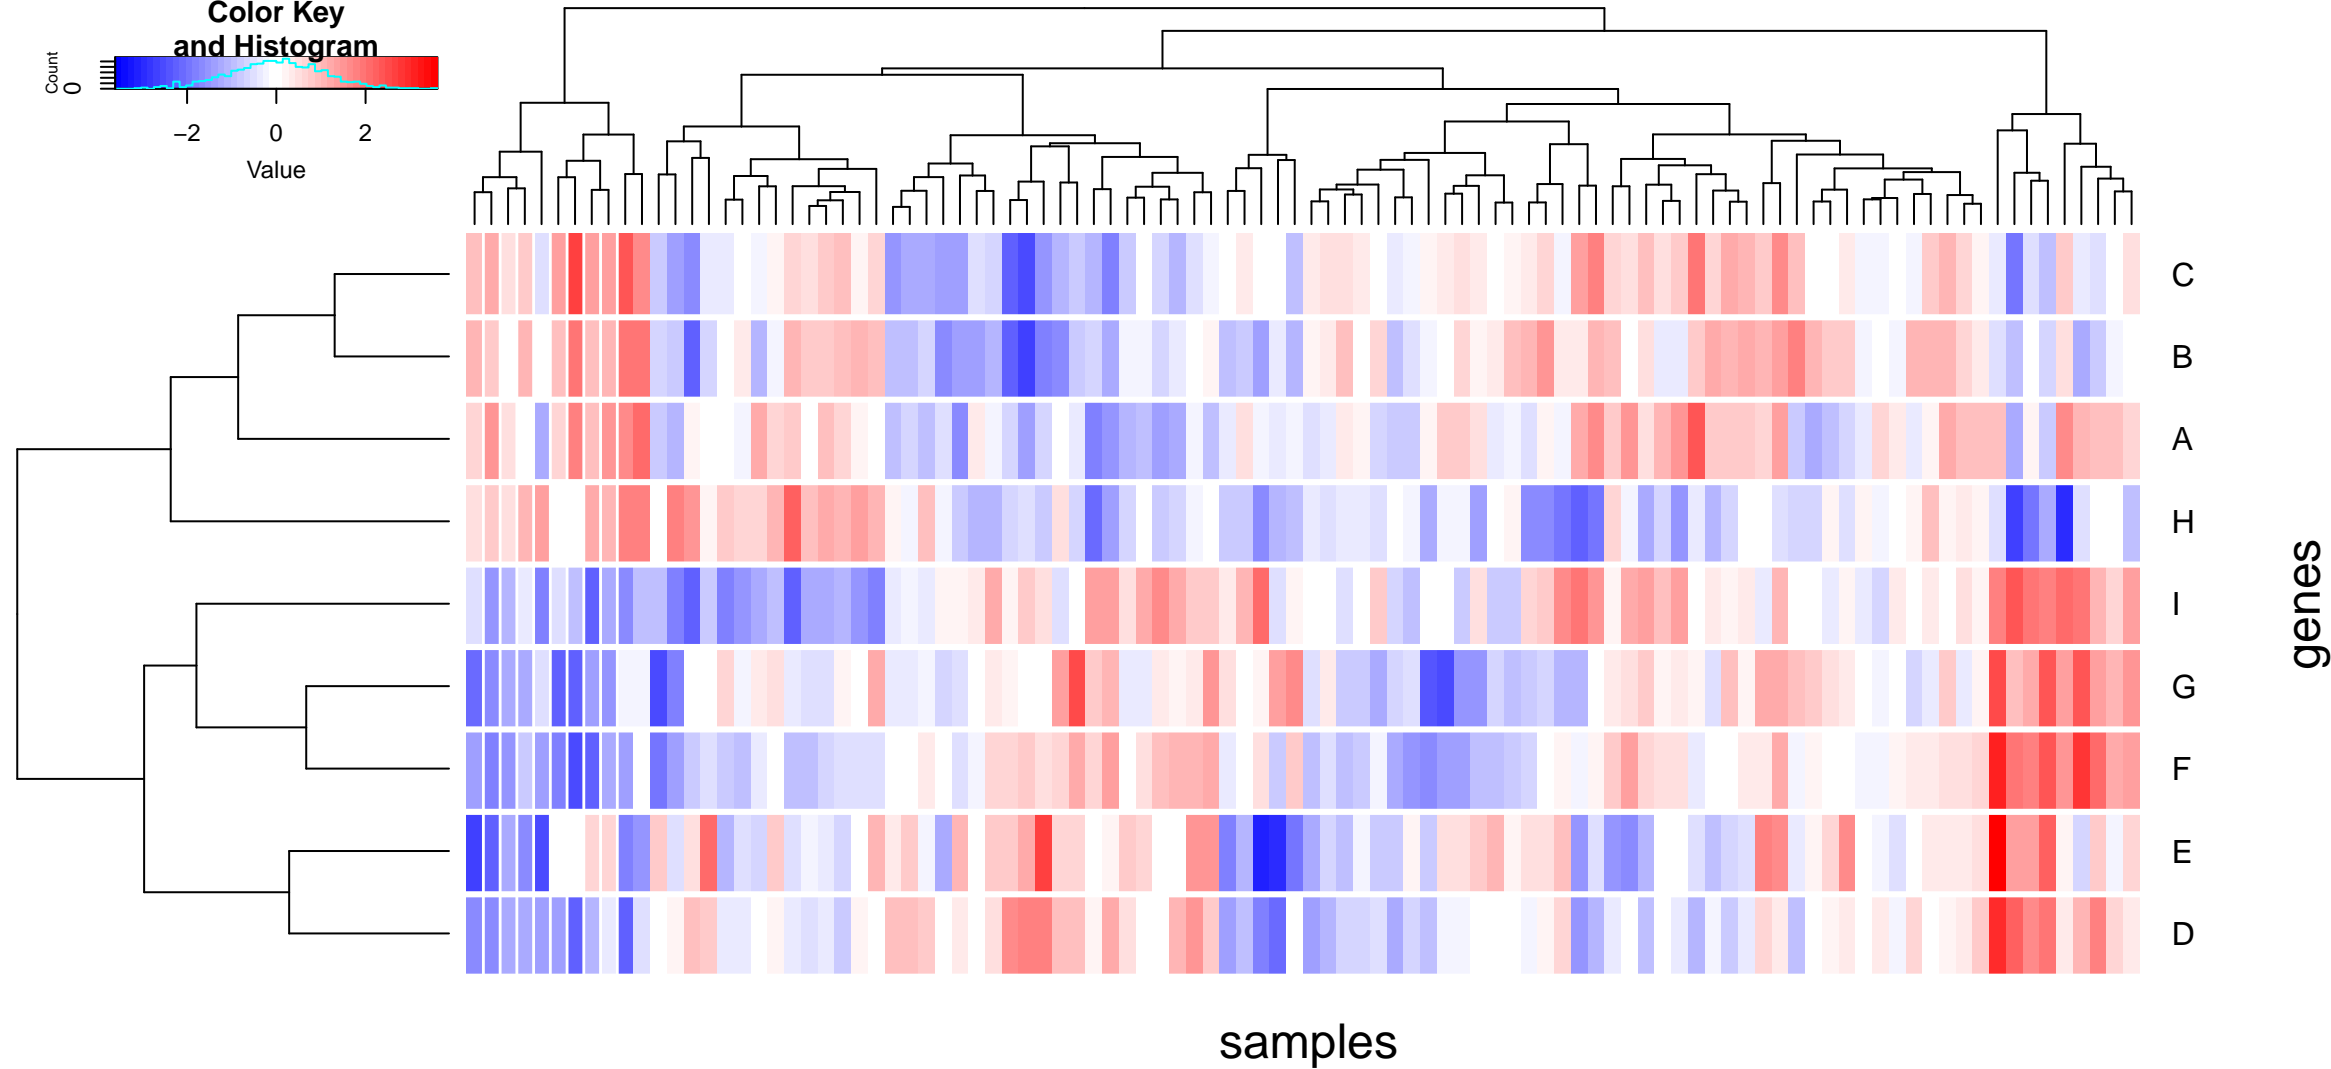 Color Key
and Histogram
Count
0
−2 0 2
Value
C
B
A
H
I
G
F
E
D
genes
samples